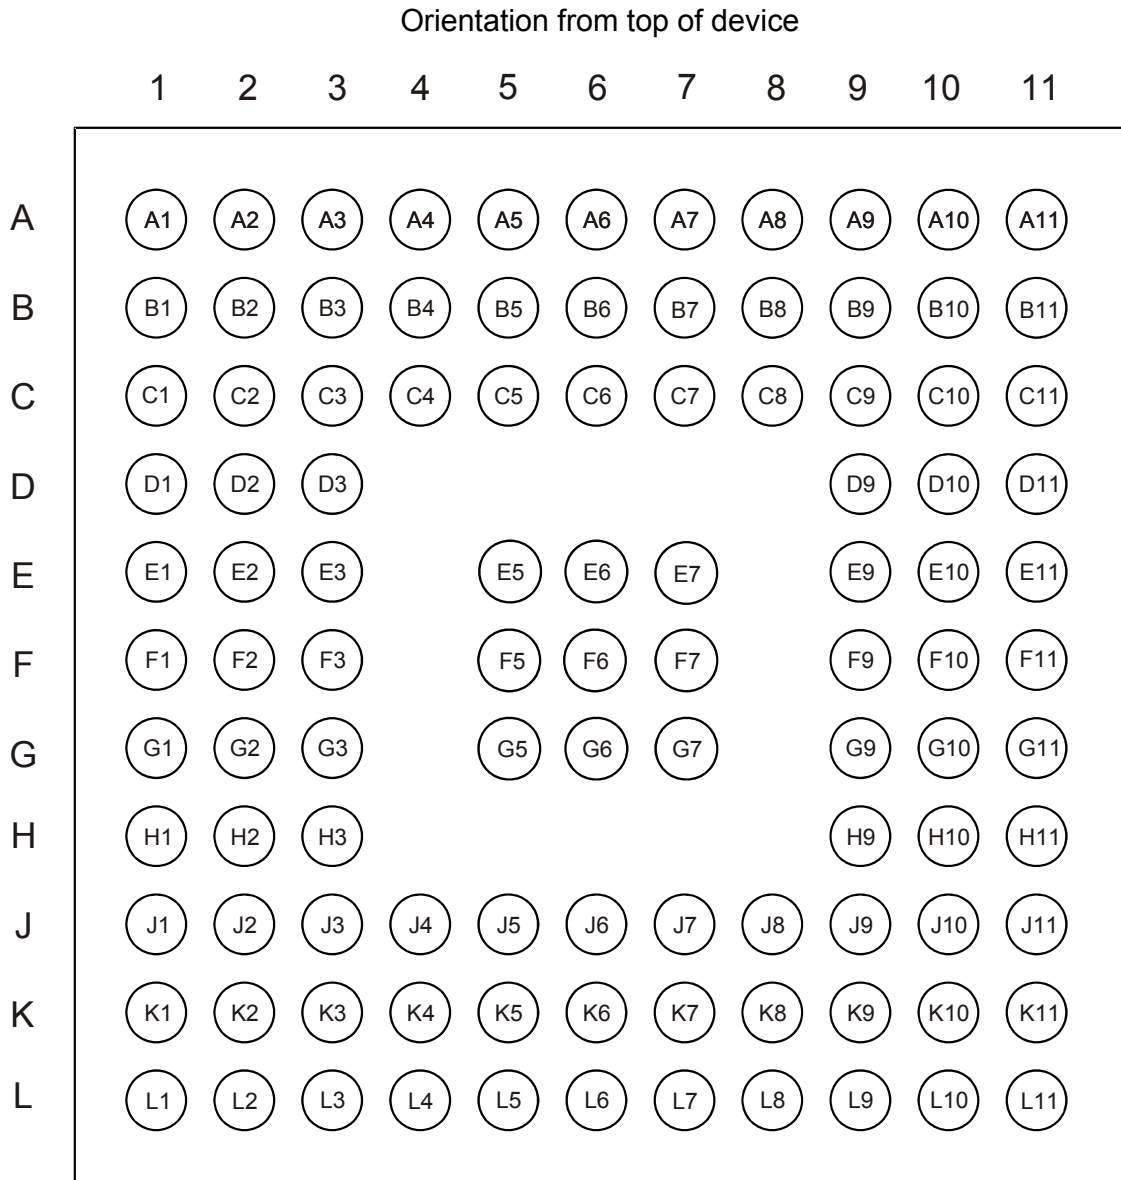 Orientation from top of device
1 2 3 4 5 6 7 8 9 10 11
A A1 A2 A3 A4 A5 A6 A7 A8 A9 A10 A11
B B1 B2 B3 B4 B5 B6 B7 B8 B9 B10 B11
C C1 C2 C3 C4 C5 C6 C7 C8 C9 C10 C11
D D1 D2 D3 D9 D10 D11
E E1 E2 E3 E5 E6 E7 E9 E10 E11
F F1 F2 F3 F5 F6 F7 F9 F10 F11
G G1 G2 G3 G5 G6 G7 G9 G10 G11
H H1 H2 H3 H9 H10 H11
J J1 J2 J3 J4 J5 J6 J7 J8 J9 J10 J11
K K1 K2 K3 K4 K5 K6 K7 K8 K9 K10 K11
L L1 L2 L3 L4 L5 L6 L7 L8 L9 L10 L11